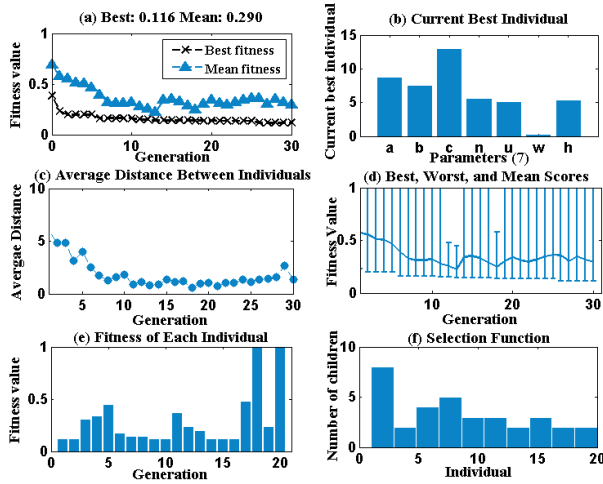 (a) Best: 0.116 Mean: 0.290
Fitness value
1
0.5
0
Best fitness
Mean fitness
0 10 20 30
Generation
(b) Current Best Individual
Current best individual
15
10
5
0
a b c n u w h
Parameters (7)
(c) Average Distance Between Individuals
Avergae Distance
10
5
0
5 10 15 20 25 30
Generation
(d) Best, Worst, and Mean Scores
Fitness Value
1
0.5
0
10 20 30
Generation
(e) Fitness of Each Individual
Fitness value
1
0.5
0
0 5 10 15 20
Generation
(f) Selection Function
Number of children
10
5
0
0 5 10 15 20
Individual